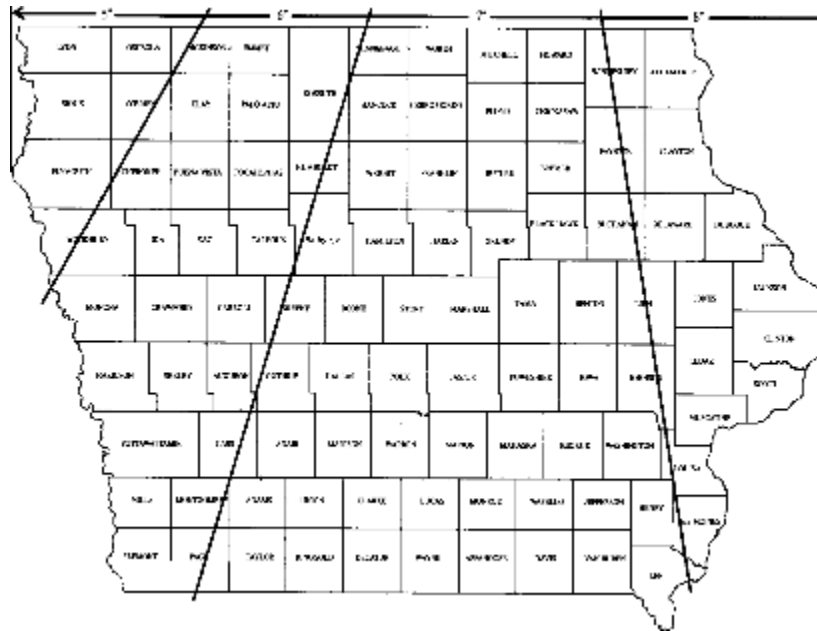 5" 6" 7" 8"
LYON OSCEOLA DICKINSON EMMET WINNEBAGO WORTH MITCHELL HOWARD WINNESHIEK ALLAMAKEE
SIOUX CLAY PALO ALTO KOSSUTH HANCOCK FLOYD CHICKASAW
PLYMOUTH CHEROKEE BUENA VISTA POCAHONTAS HUMBOLDT WRIGHT FRANKLIN BUTLER BREMER FAYETTE CLAYTON
WOODBURY IDA SAC CALHOUN HAMILTON HARDIN GRUNDY BLACK HAWK BUCHANAN DELAWARE DUBUQUE
MONONA CRAWFORD CARROLL GREENE BOONE STORY MARSHALL TAMA BENTON LINN JONES JACKSON
CLINTON
HARRISON SHELBY AUDUBON GUTHRIE DALLAS POLK JASPER POWESHIEK IOWA JOHNSON CEDAR SCOTT
MUSCATINE
POTTAWATTAMIE CASS ADAIR MADISON WARREN MARION MAHASKA KEOKUK WASHINGTON LOUISA
MILLS MONTGOMERY ADAMS UNION CLARKE LUCAS MONROE WAPELLO JEFFERSON HENRY DES MOINES
FREMONT PAGE TAYLOR RINGGOLD DECATUR WAYNE APPANOOSE DAVIS VAN BUREN LEE